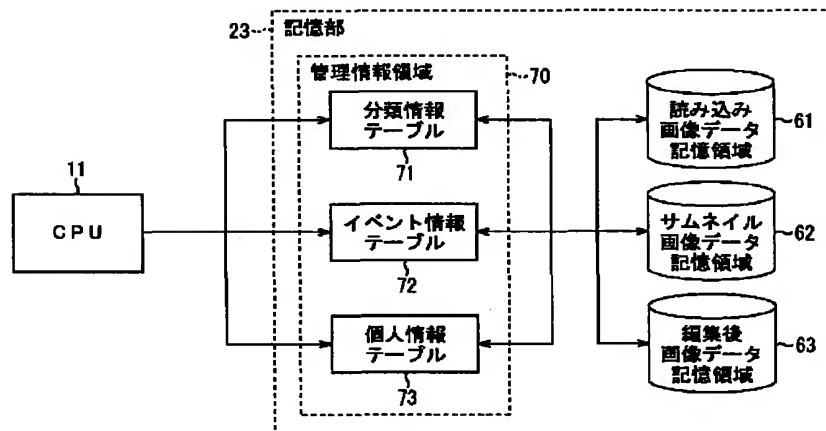 23
記憶部
管理情報領域
70
分類情報
テーブル
71
読み込み
画像データ
記憶領域
61
11
CPU
イベント情報
テーブル
72
サムネイル
画像データ
記憶領域
62
個人情報
テーブル
73
編集後
画像データ
記憶領域
63